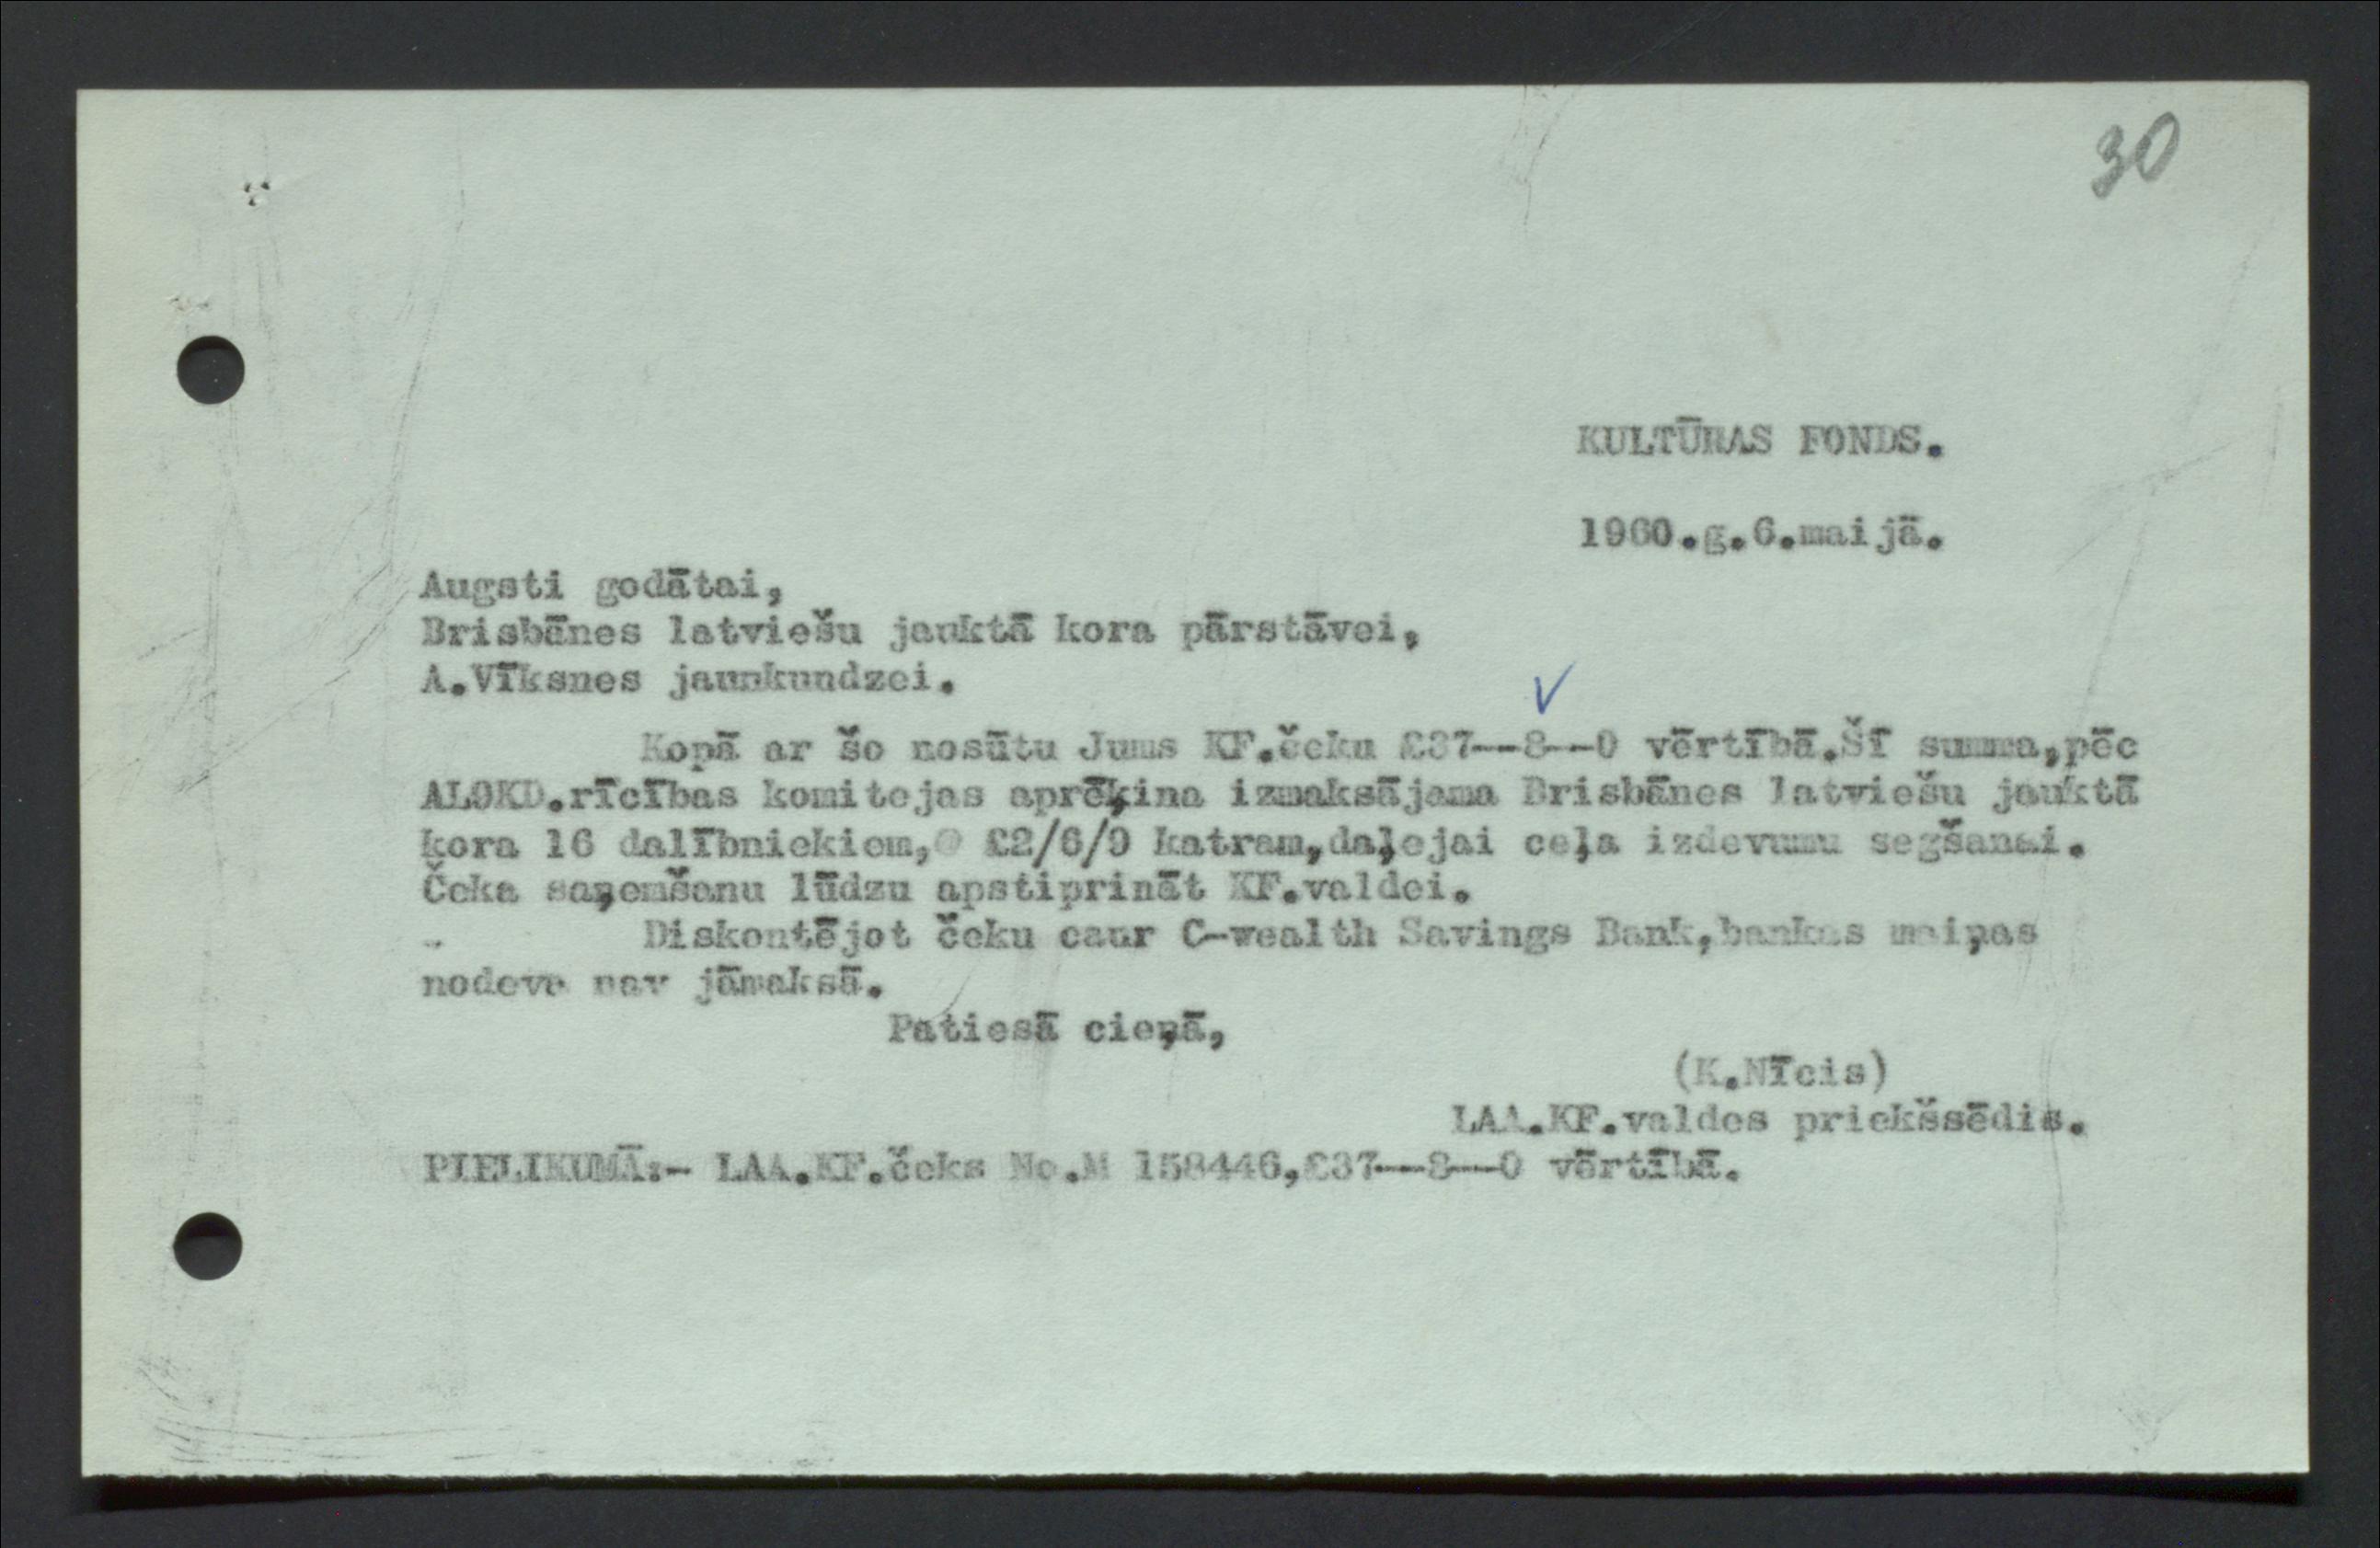 30
KULTŪRAS FONDS.
1960.g.6.maijā.
Augsti godātai,
Brisbānes latviešu jauktā kora pārstāvei,
A.Vīksnes jaunkundzei.
Kopā ar šo nosūtu Jums KF.čeku £37--8--0 vērtībā.Šī summa,pēc
ALOKD.rīcības komitejas aprēķina izmaksājama Brisbānes latviešu jauktā
kora 16 dalībniekiem,@ £2/6/9 katram,daļejai ceļa izdevumu segšanai.
Čeka saņemšanu lūdzu apstiprināt KF.valdei.
Diskontējot čeku caur C-wealth Savings Bank,bankas maiņas
nodeva nav jāmaksā.
Patiesā cieņā,
(K.Nīcis)
LAA.KF.valdes priekšsēdis.
PIELIKUMĀ:- LAA.KF.čeks No.M 158446,£37--8--0 vērtībā.